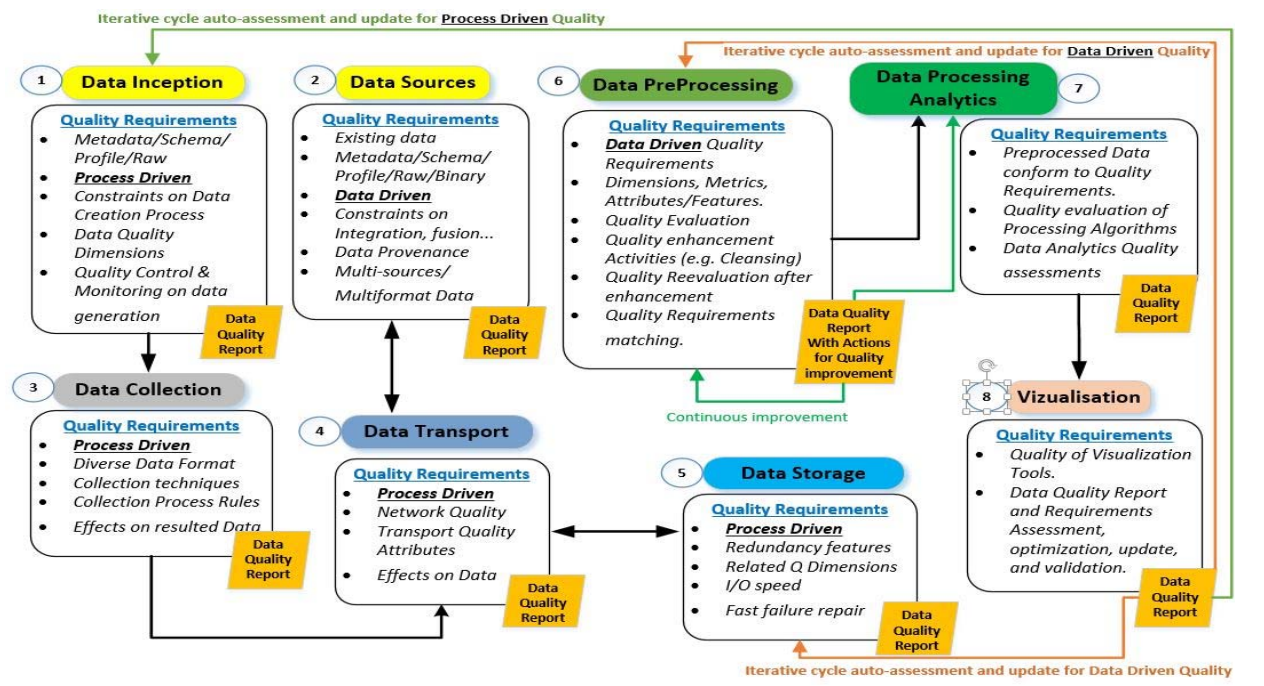 Iterative cycle auto-assessment and update for Process Driven Quality
Iterative cycle auto-assessment and update for Data Driven Quality
1
Data Inception
Quality Requirements
• Metadata/Schema/
Profile/Raw
• Process Driven
• Constraints on Data
Creation Process
• Data Quality
Dimensions
• Quality Control &
Monitoring on data
generation
Data
Quality
Report
2
Data Sources
Quality Requirements
• Existing data
• Metadata/Schema/
Profile/Raw/Binary
• Data Driven
• Constraints on
Integration, fusion...
• Data Provenance
• Multi-sources/
Multiformat Data
Data
Quality
Report
3
Data Collection
Quality Requirements
• Process Driven
• Diverse Data Format
• Collection techniques
• Collection Process Rules
• Effects on resulted Data
Data
Quality
Report
4
Data Transport
Quality Requirements
• Process Driven
• Network Quality
• Transport Quality
Attributes
• Effects on Data
Data
Quality
Report
5
Data Storage
Quality Requirements
• Process Driven
• Redundancy features
• Related Q Dimensions
• I/O speed
• Fast failure repair
Data
Quality
Report
6
Data PreProcessing
Quality Requirements
• Data Driven Quality
Requirements
• Dimensions, Metrics,
Attributes/Features.
• Quality Evaluation
• Quality enhancement
Activities (e.g. Cleansing)
• Quality Reevaluation after
enhancement
• Quality Requirements
matching.
Data Quality
Report
With Actions
for Quality
improvement
Continuous improvement
Data Processing
Analytics
7
Quality Requirements
• Preprocessed Data
conform to Quality
Requirements.
• Quality evaluation of
Processing Algorithms
• Data Analytics Quality
assessments
Data
Quality
Report
8
Vizualisation
Quality Requirements
• Quality of Visualization
Tools.
• Data Quality Report
and Requirements
Assessment,
optimization, update,
and validation.
Data
Quality
Report
Iterative cycle auto-assessment and update for Data Driven Quality